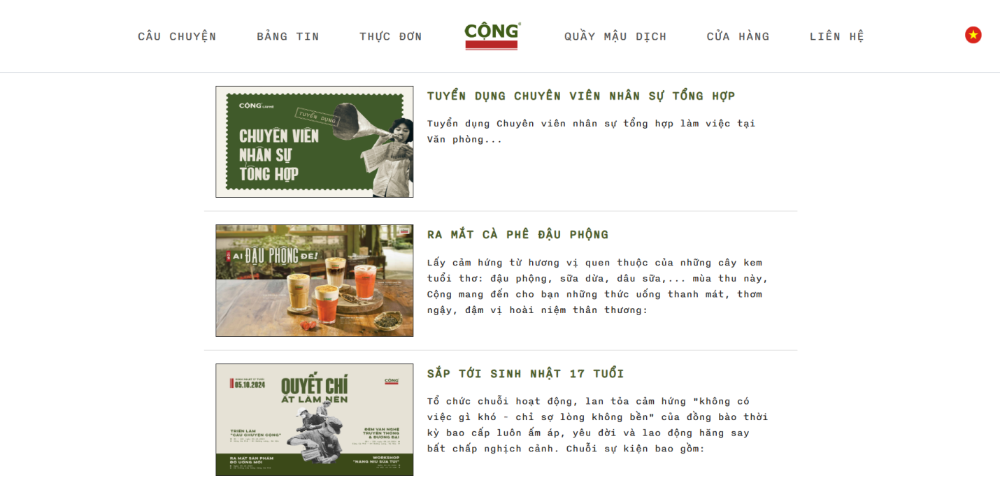 CÂU CHUYỆN
BẢNG TIN
THỰC ĐƠN
CỘNG®
QUẦY MẬU DỊCH
CỬA HÀNG
LIÊN HỆ
CỘNG CÀPHÊ
TUYỂN DỤNG
CHUYÊN VIÊN
NHÂN SỰ
TỔNG HỢP
TUYỂN DỤNG CHUYÊN VIÊN NHÂN SỰ TỔNG HỢP
Tuyển dụng Chuyên viên nhân sự tổng hợp làm việc tại
Văn phòng...
AI ĐẬU PHỘNG ĐÊ!
RA MẮT CÀ PHÊ ĐẬU PHỘNG
Lấy cảm hứng từ hương vị quen thuộc của những cây kem
tuổi thơ: đậu phộng, sữa dừa, dâu sữa,... mùa thu này,
Cộng mang đến cho bạn những thức uống thanh mát, thơm
ngậy, đậm vị hoài niệm thân thương:
SINH NHẬT 17 TUỔI
05.10.2024
QUYẾT CHÍ
ẮT LÀM NÊN
CỘNG
TRIỂN LÃM
"CÂU CHUYỆN CỘNG"
ĐÊM VĂN NGHỆ
TRUYỀN THỐNG
& ĐƯƠNG ĐẠI
RA MẮT SẢN PHẨM
ĐỒ UỐNG MỚI
WORKSHOP
"NÂNG NIU SỬA TÚI"
SẮP TỚI SINH NHẬT 17 TUỔI
Tổ chức chuỗi hoạt động, lan tỏa cảm hứng "không có
việc gì khó - chỉ sợ lòng không bền" của đồng bào thời
kỳ bao cấp luôn ấm áp, yêu đời và lao động hăng say
bất chấp nghịch cảnh. Chuỗi sự kiện bao gồm: